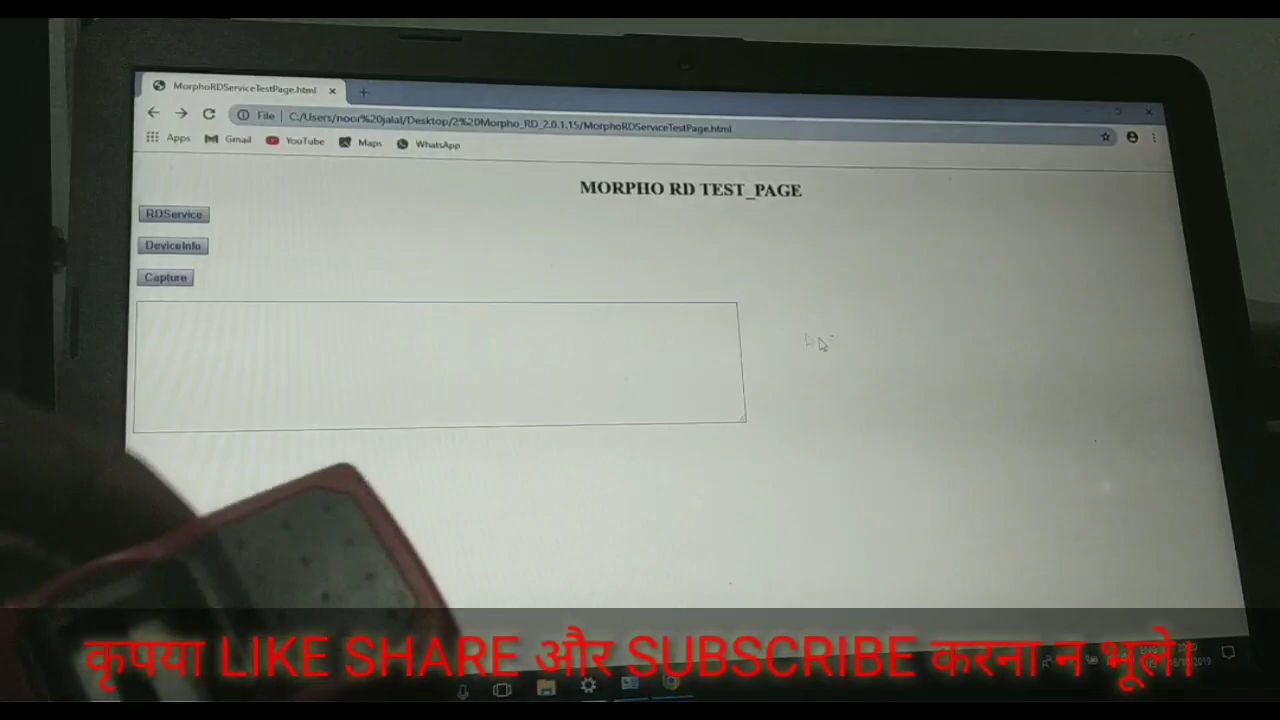 MorphoRDServiceTestPage.html
File | C:/Users/noor%20jalal/Desktop/2%20Morpho_RD_2.0.1.15/MorphoRDServiceTestPage.html
Apps Gmail YouTube Maps WhatsApp
MORPHO RD TEST_PAGE
RDService
DeviceInfo
Capture
कृपया LIKE SHARE और SUBSCRIBE करना न भूले।